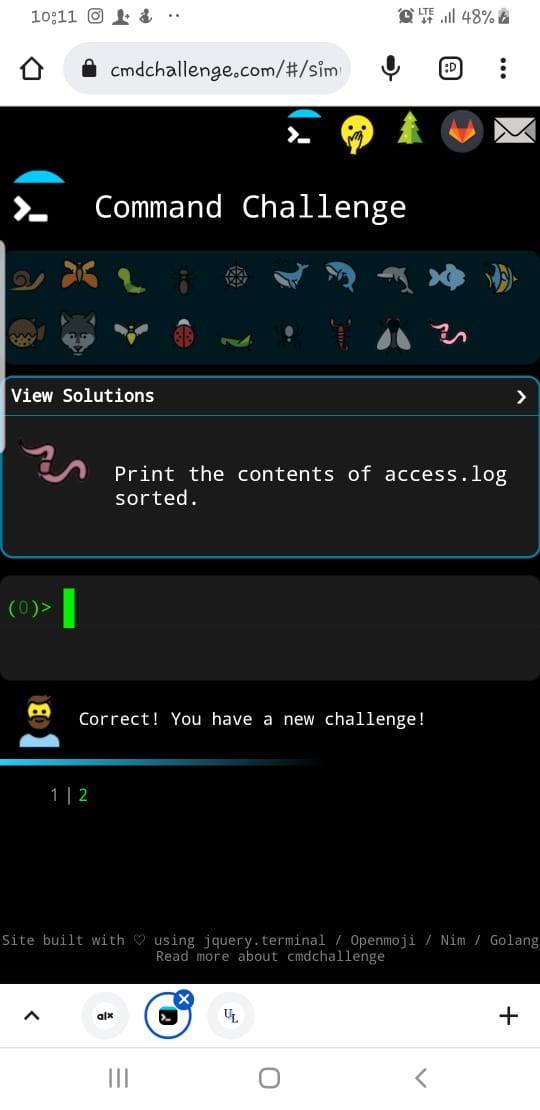 10:11
LTE
48%
cmdchallenge.com/#/sim
:D
Command Challenge
View Solutions
Print the contents of access.log
sorted.
(0)>
Correct! You have a new challenge!
1|2
Site built with ♡ using jquery.terminal / Openmoji / Nim / Golang
Read more about cmdchallenge
alx
UL